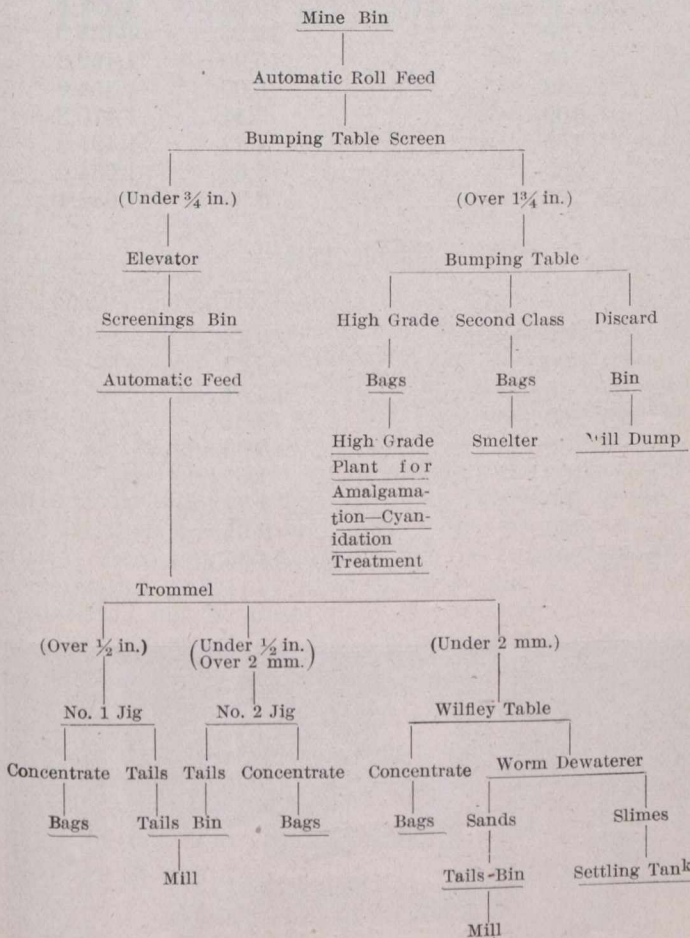 Mine Bin
Automatic Roll Feed
Bumping Table Screen
(Under ¾ in.) (Over 1¾ in.)
Elevator Bumping Table
Screenings Bin High Grade Second Class Discard
Automatic Feed Bags Bags Bin
High Grade Smelter Mill Dump
Plant for
Amalgama-
tion—Cyan-
idation
Treatment
Trommel
(Over ½ in.) (Under ½ in. (Under 2 mm.)
Over 2 mm.)
No. 1 Jig No. 2 Jig Wilfley Table
Concentrate Tails Tails Concentrate Concentrate Worm Dewaterer
Bags Tails Bin Bags Bags Sands Slimes
Mill Tails-Bin Settling Tank
Mill